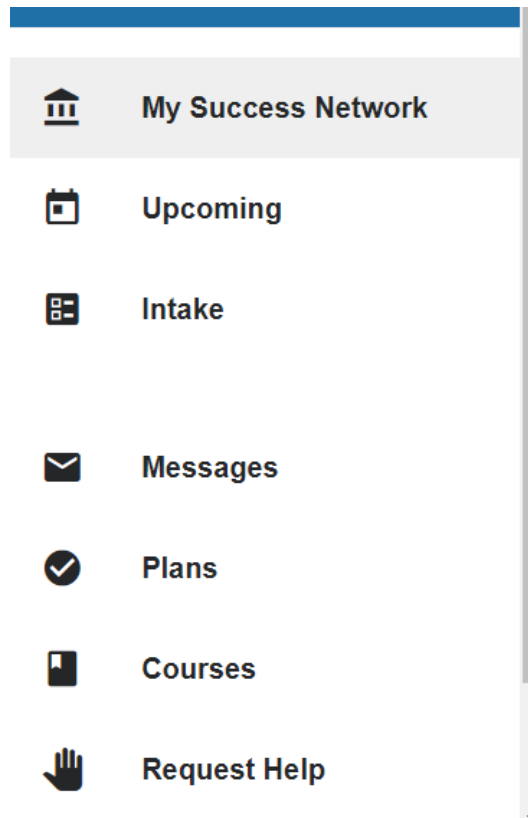 My Success Network
Upcoming
Intake
Messages
Plans
Courses
Request Help